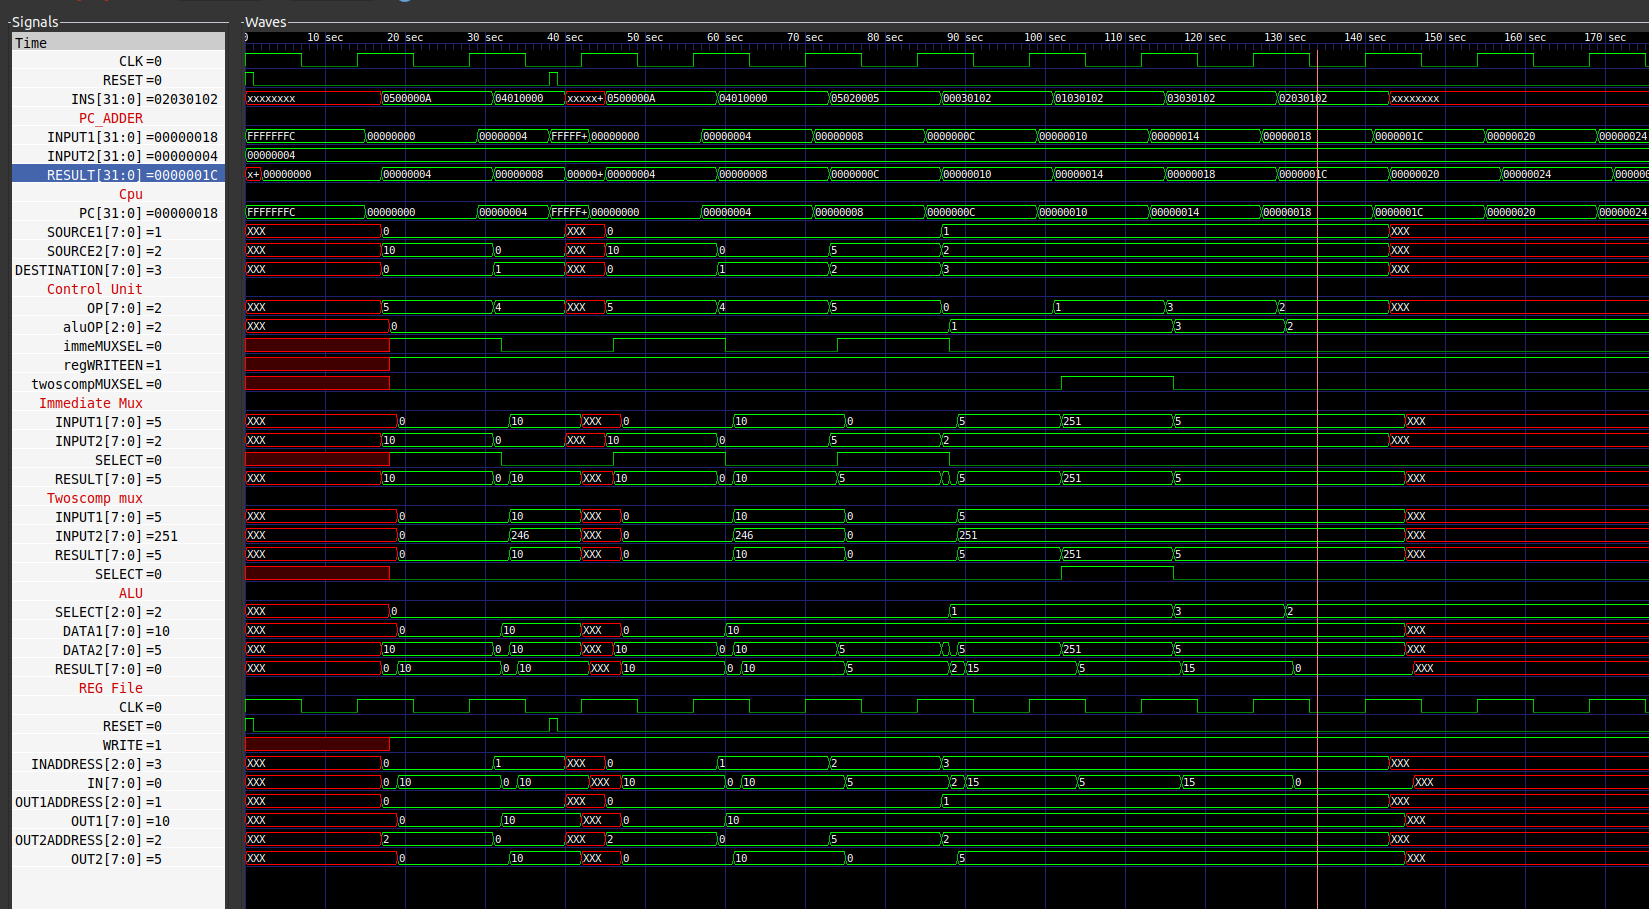 Signals Waves
Time 0 10 sec 20 sec 30 sec 40 sec 50 sec 60 sec 70 sec 80 sec 90 sec 100 sec 110 sec 120 sec 130 sec 140 sec 150 sec 160 sec 170 sec
CLK=0
RESET=0
INS[31:0]=02030102 xxxxxxxx 0500000A 04010000 xxxxx+ 0500000A 04010000 05020005 00030102 01030102 03030102 02030102 xxxxxxxx
PC_ADDER
INPUT1[31:0]=00000018 FFFFFFFC 00000000 00000004 FFFFF+ 00000000 00000004 00000008 0000000C 00000010 00000014 00000018 0000001C 00000020 00000024
INPUT2[31:0]=00000004 00000004
RESULT[31:0]=0000001C x+ 00000000 00000004 00000008 00000+ 00000004 00000008 0000000C 00000010 00000014 00000018 0000001C 00000020 00000024 000000
Cpu
PC[31:0]=00000018 FFFFFFFC 00000000 00000004 FFFFF+ 00000000 00000004 00000008 0000000C 00000010 00000014 00000018 0000001C 00000020 00000024
SOURCE1[7:0]=1 XXX 0 XXX 0 1 XXX
SOURCE2[7:0]=2 XXX 10 0 XXX 10 0 5 2 XXX
DESTINATION[7:0]=3 XXX 0 1 XXX 0 1 2 3 XXX
Control Unit
OP[7:0]=2 XXX 5 4 XXX 5 4 5 0 1 3 2 XXX
aluOP[2:0]=2 XXX 0 1 3 2
immeMUXSEL=0
regWRITEEN=1
twoscompMUXSEL=0
Immediate Mux
INPUT1[7:0]=5 XXX 0 10 XXX 0 10 0 5 251 5 XXX
INPUT2[7:0]=2 XXX 10 0 XXX 10 0 5 2 XXX
SELECT=0
RESULT[7:0]=5 XXX 10 0 10 XXX 10 0 10 5 5 251 5 XXX
Twoscomp mux
INPUT1[7:0]=5 XXX 0 10 XXX 0 10 0 5 XXX
INPUT2[7:0]=251 XXX 0 246 XXX 0 246 0 251 XXX
RESULT[7:0]=5 XXX 0 10 XXX 0 10 0 5 251 5 XXX
SELECT=0
ALU
SELECT[2:0]=2 XXX 0 1 3 2
DATA1[7:0]=10 XXX 0 10 XXX 0 10 XXX
DATA2[7:0]=5 XXX 10 0 10 XXX 10 0 10 5 5 251 5 XXX
RESULT[7:0]=0 XXX 0 10 0 10 XXX 10 0 10 5 2 15 5 15 0 XXX
REG File
CLK=0
RESET=0
WRITE=1
INADDRESS[2:0]=3 XXX 0 1 XXX 0 1 2 3 XXX
IN[7:0]=0 XXX 0 10 0 10 XXX 10 0 10 5 2 15 5 15 0 XXX
OUT1ADDRESS[2:0]=1 XXX 0 XXX 0 1 XXX
OUT1[7:0]=10 XXX 0 10 XXX 0 10 XXX
OUT2ADDRESS[2:0]=2 XXX 2 0 XXX 2 0 5 2 XXX
OUT2[7:0]=5 XXX 0 10 XXX 0 10 0 5 XXX